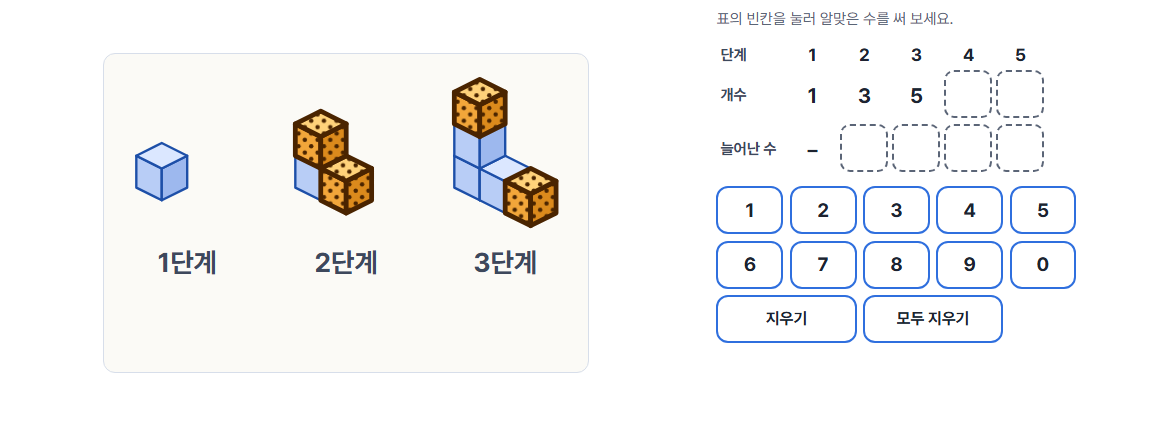 표의 빈칸을 눌러 알맞은 수를 써 보세요.
단계 1 2 3 4 5
개수 1 3 5
늘어난 수 –
1단계 2단계 3단계
1 2 3 4 5
6 7 8 9 0
지우기 모두 지우기